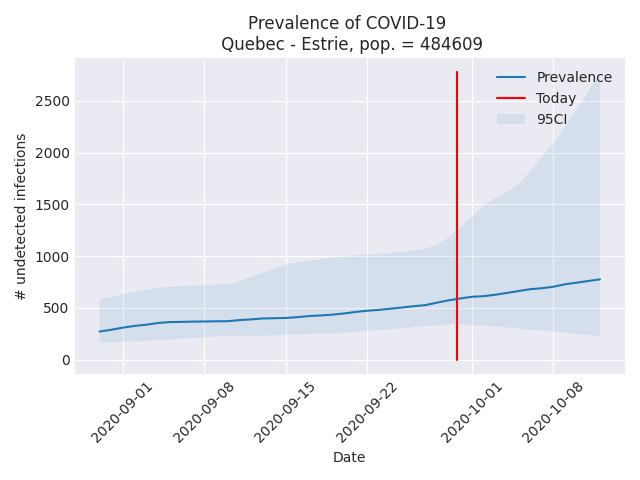 Prevalence of COVID-19
Quebec - Estrie, pop. = 484609
Prevalence
Today
95CI
# undetected infections
2500
2000
1500
1000
500
0
2020-09-01
2020-09-08
2020-09-15
2020-09-22
2020-10-01
2020-10-08
Date